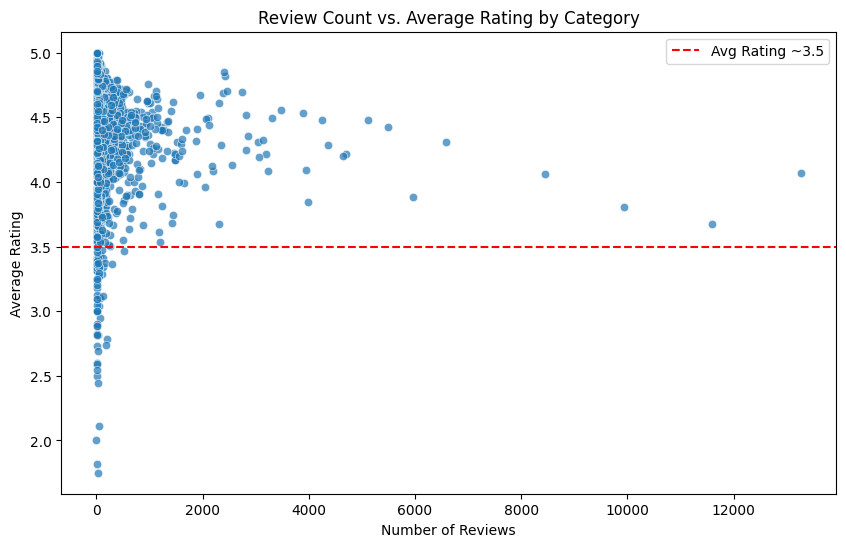 Review Count vs. Average Rating by Category
Avg Rating ~3.5
Average Rating
5.0
4.5
4.0
3.5
3.0
2.5
2.0
0 2000 4000 6000 8000 10000 12000
Number of Reviews